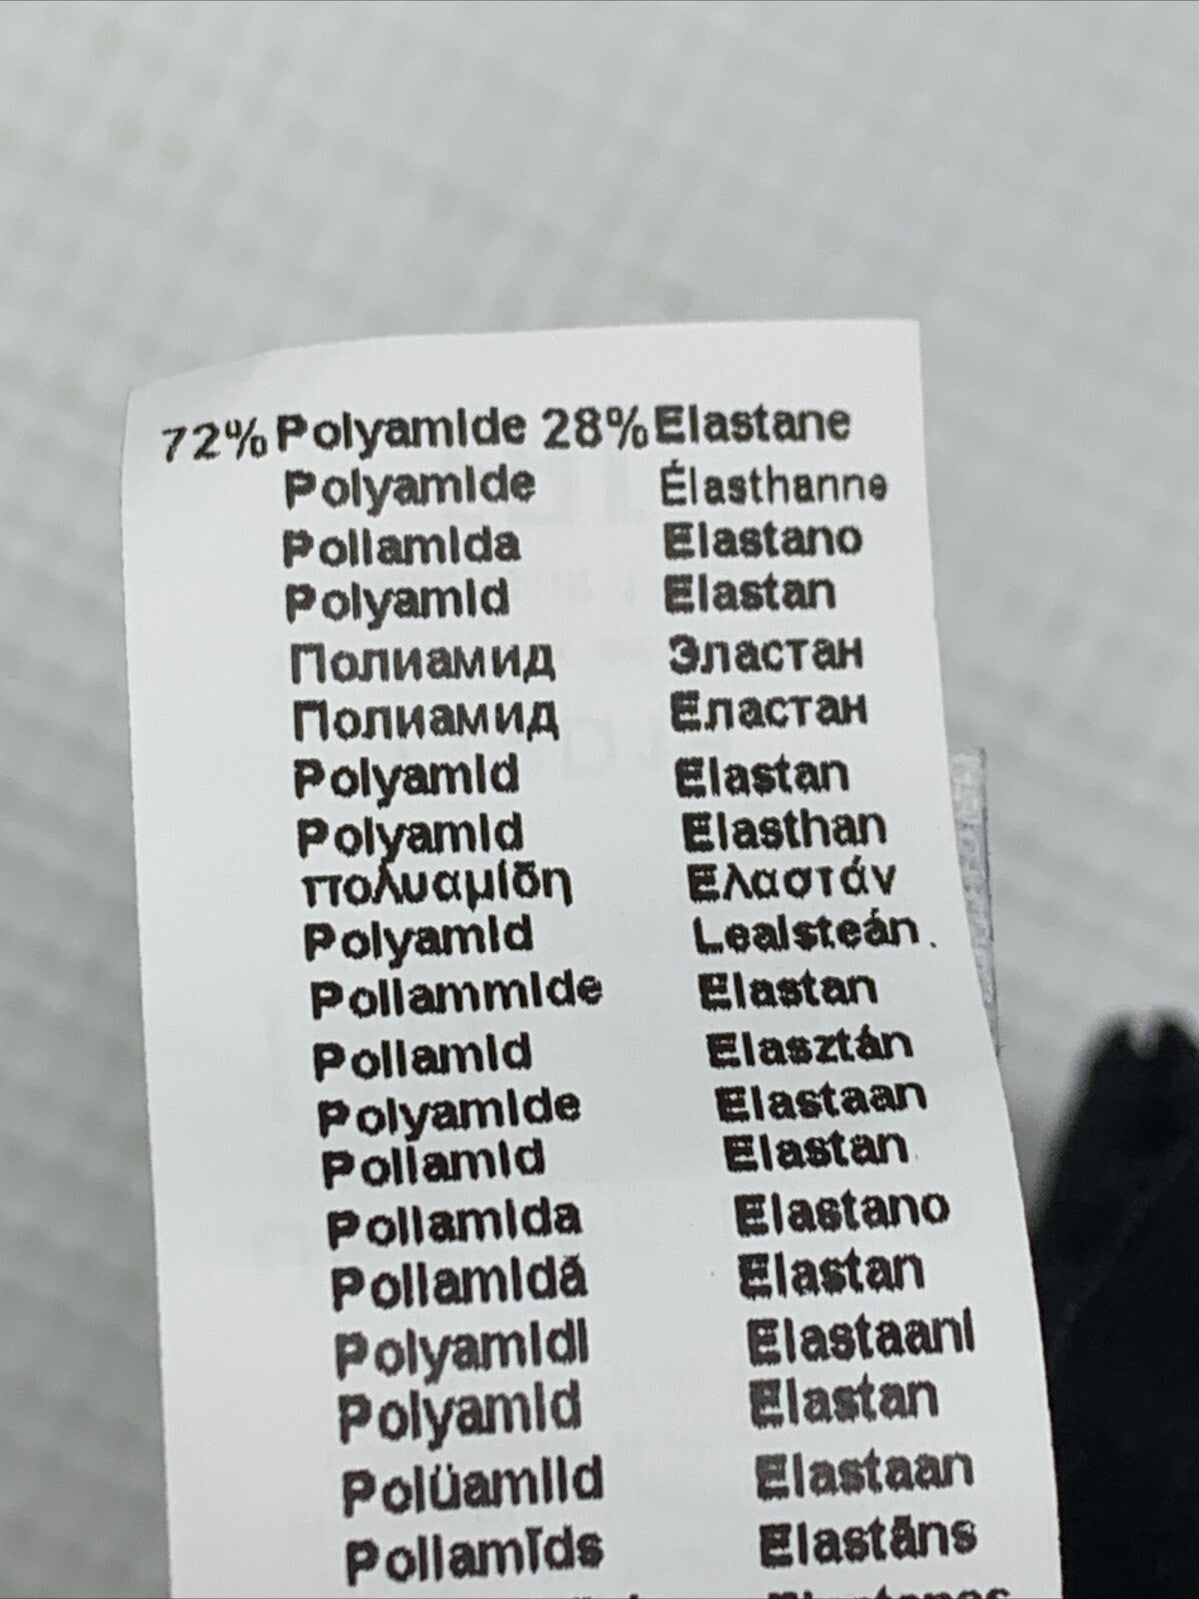 72% Polyamide 28% Elastane
Polyamide Élasthanne
Poliamida Elastano
Polyamid Elastan
Полиамид Эластан
Полиамид Еластан
Polyamid Elastan
Polyamid Elasthan
πολυαμίδη Ελαστάν
Polyamid Lealsteán.
Poliammide Elastan
Poliamid Elasztán
Polyamide Elastaan
Poliamid Elastan
Poliamida Elastano
Poliamidă Elastan
Polyamidi Elastaani
Polyamid Elastan
Polüamiid Elastaan
Poliamīds Elastāns